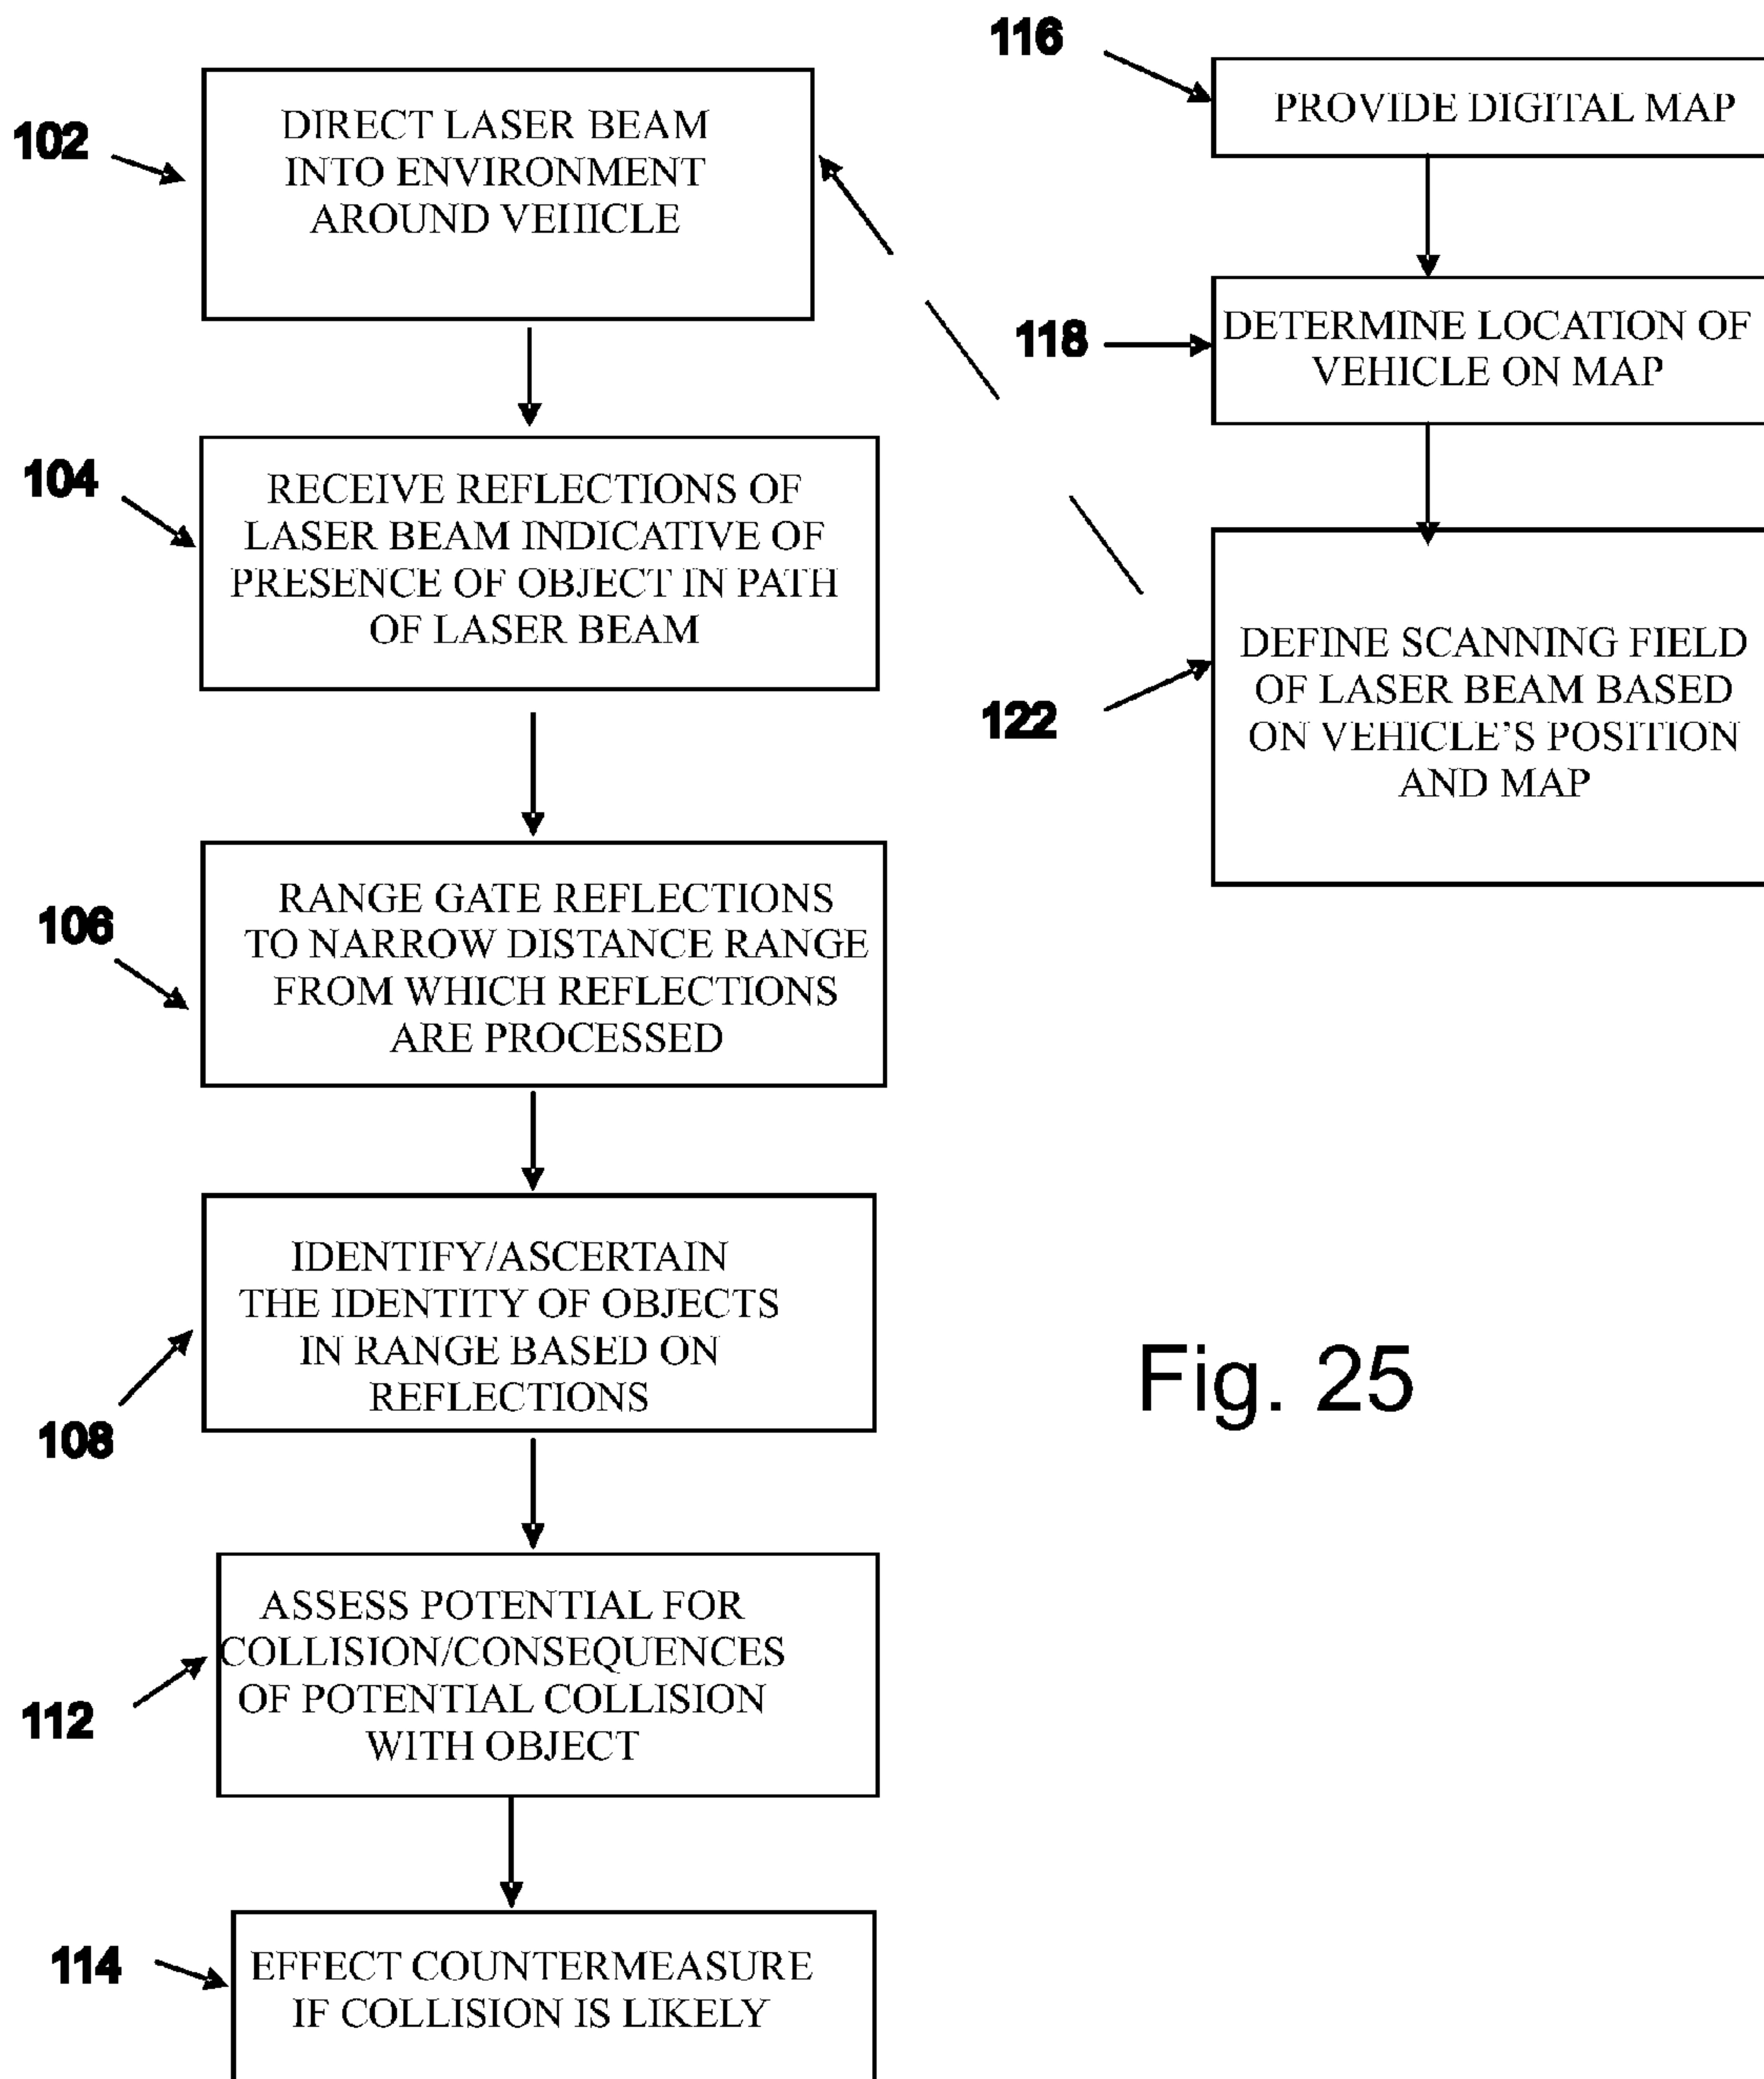 102
DIRECT LASER BEAM
INTO ENVIRONMENT
AROUND VEHICLE
104
RECEIVE REFLECTIONS OF
LASER BEAM INDICATIVE OF
PRESENCE OF OBJECT IN PATH
OF LASER BEAM
106
RANGE GATE REFLECTIONS
TO NARROW DISTANCE RANGE
FROM WHICH REFLECTIONS
ARE PROCESSED
108
IDENTIFY/ASCERTAIN
THE IDENTITY OF OBJECTS
IN RANGE BASED ON
REFLECTIONS
112
ASSESS POTENTIAL FOR
COLLISION/CONSEQUENCES
OF POTENTIAL COLLISION
WITH OBJECT
114
EFFECT COUNTERMEASURE
IF COLLISION IS LIKELY
116
PROVIDE DIGITAL MAP
118
DETERMINE LOCATION OF
VEHICLE ON MAP
122
DEFINE SCANNING FIELD
OF LASER BEAM BASED
ON VEHICLE'S POSITION
AND MAP
Fig. 25